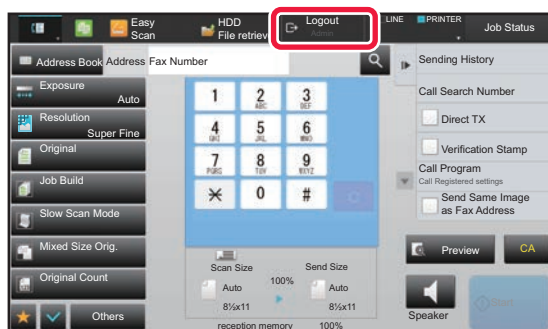 Easy
Scan
HDD
File retriev
Logout
Admin
LINE
PRINTER
Job Status
Address Book
Address
Fax Number
Exposure
Auto
Resolution
Super Fine
Original
Job Build
Slow Scan Mode
Mixed Size Orig.
Original Count
Others
1
2
ABC
3
DEF
4
GHI
5
JKL
6
MNO
7
PQRS
8
TUV
9
WXYZ
0
#
Scan Size
Send Size
100%
Auto
Auto
8½x11
8½x11
reception memory 100%
Sending History
Call Search Number
Direct TX
Verification Stamp
Call Program
Call Registered settings
Send Same Image
as Fax Address
Preview
CA
Speaker
Start